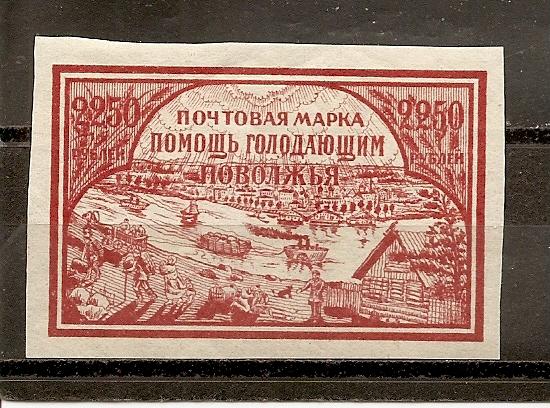 2250 2250
ПОЧТОВАЯ МАРКА
РУБЛЕЙ РУБЛЕЙ
ПОМОЩЬ ГОЛОДАЮЩИМ
ПОВОЛЖЬЯ